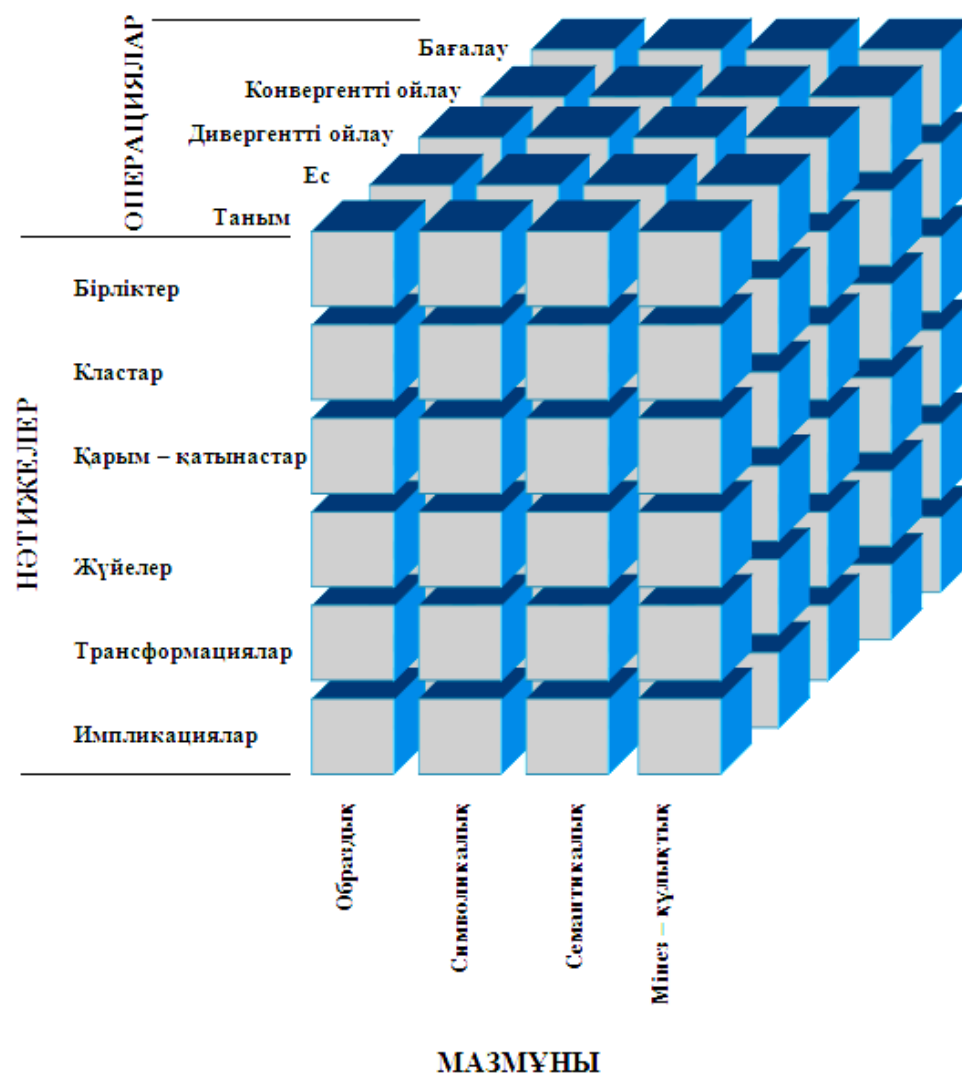 ОПЕРАЦИЯЛАР
Бағалау
Конвергентті ойлау
Дивергентті ойлау
Ес
Таным
НӘТИЖЕЛЕР
Бірліктер
Кластар
Қарым – қатынастар
Жүйелер
Трансформациялар
Импликациялар
Образдық
Символикалық
Семантикалық
Мінез – құлықтық
МАЗМҰНЫ